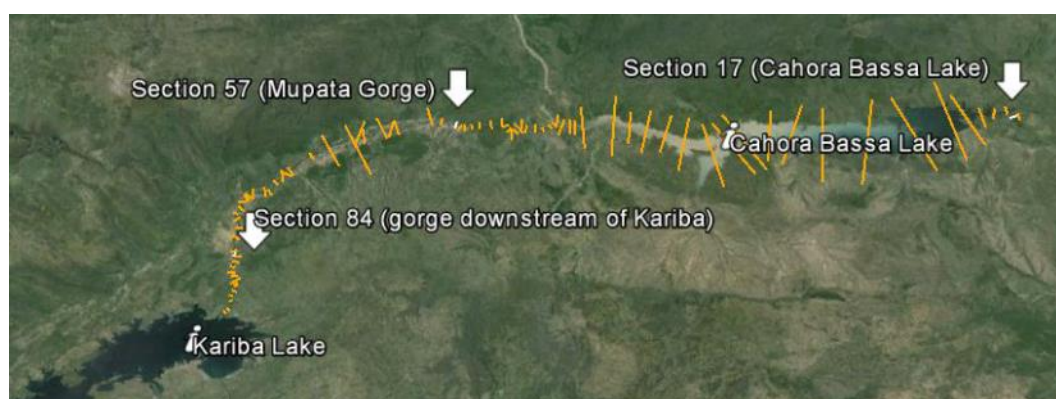 Section 57 (Mupata Gorge)
Section 17 (Cahora Bassa Lake)
Cahora Bassa Lake
Section 84 (gorge downstream of Kariba)
Kariba Lake